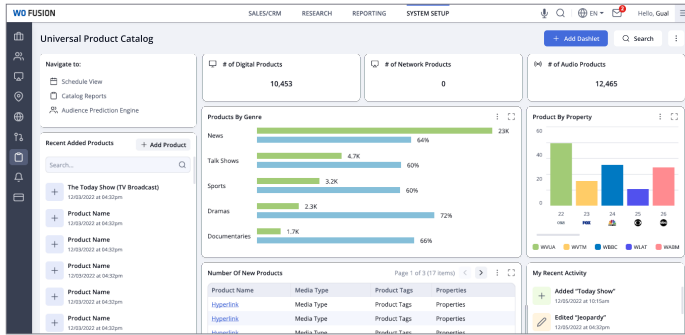 WO FUSION
SALES/CRM RESEARCH REPORTING SYSTEM SETUP
EN
Hello, Gual
Universal Product Catalog
+ Add Dashlet
Search
Navigate to:
Schedule View
Catalog Reports
Audience Prediction Engine
# of Digital Products
10,453
# of Network Products
0
# of Audio Products
12,465
Recent Added Products
+ Add Product
Search...
The Today Show (TV Broadcast)
12/03/2022 at 04:32pm
Product Name
12/03/2022 at 04:32pm
Product Name
12/03/2022 at 04:32pm
Product Name
12/03/2022 at 04:32pm
Product Name
12/03/2022 at 04:32pm
Product Name
12/03/2022 at 04:32pm
Products By Genre
News 23K
64%
Talk Shows 4.7K
60%
Sports 3.2K
60%
Dramas 2.3K
72%
Documentaries 1.7K
66%
Product By Property
60
40
20
0
22 23 24 25 26
FOX NBC abc
WVUA WVTM WBBC WLAT WABM
Number Of New Products
Page 1 of 3 (17 items)
Product Name Media Type Product Tags Properties
Hyperlink Media Type Product Tags Properties
Hyperlink Media Type Product Tags Properties
Hyperlink Media Type Product Tags Properties
My Recent Activity
Added "Today Show"
12/05/2022 at 10:15am
Edited "Jeopardy"
12/05/2022 at 04:32pm